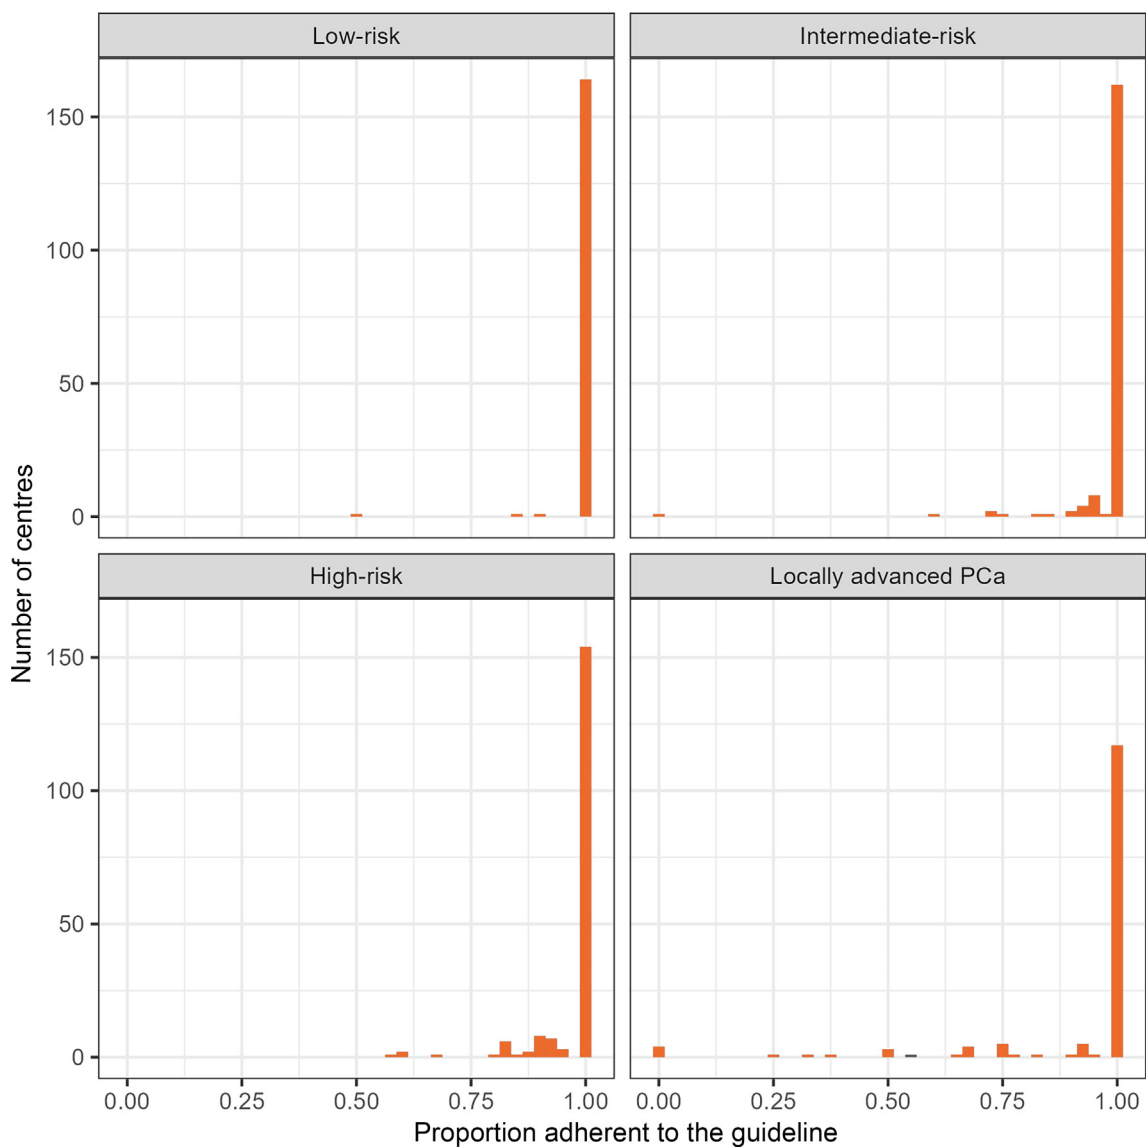 Low-risk
Intermediate-risk
150
100
50
0
High-risk
Locally advanced PCa
150
100
50
0
0.00 0.25 0.50 0.75 1.00
0.00 0.25 0.50 0.75 1.00
Number of centres
Proportion adherent to the guideline